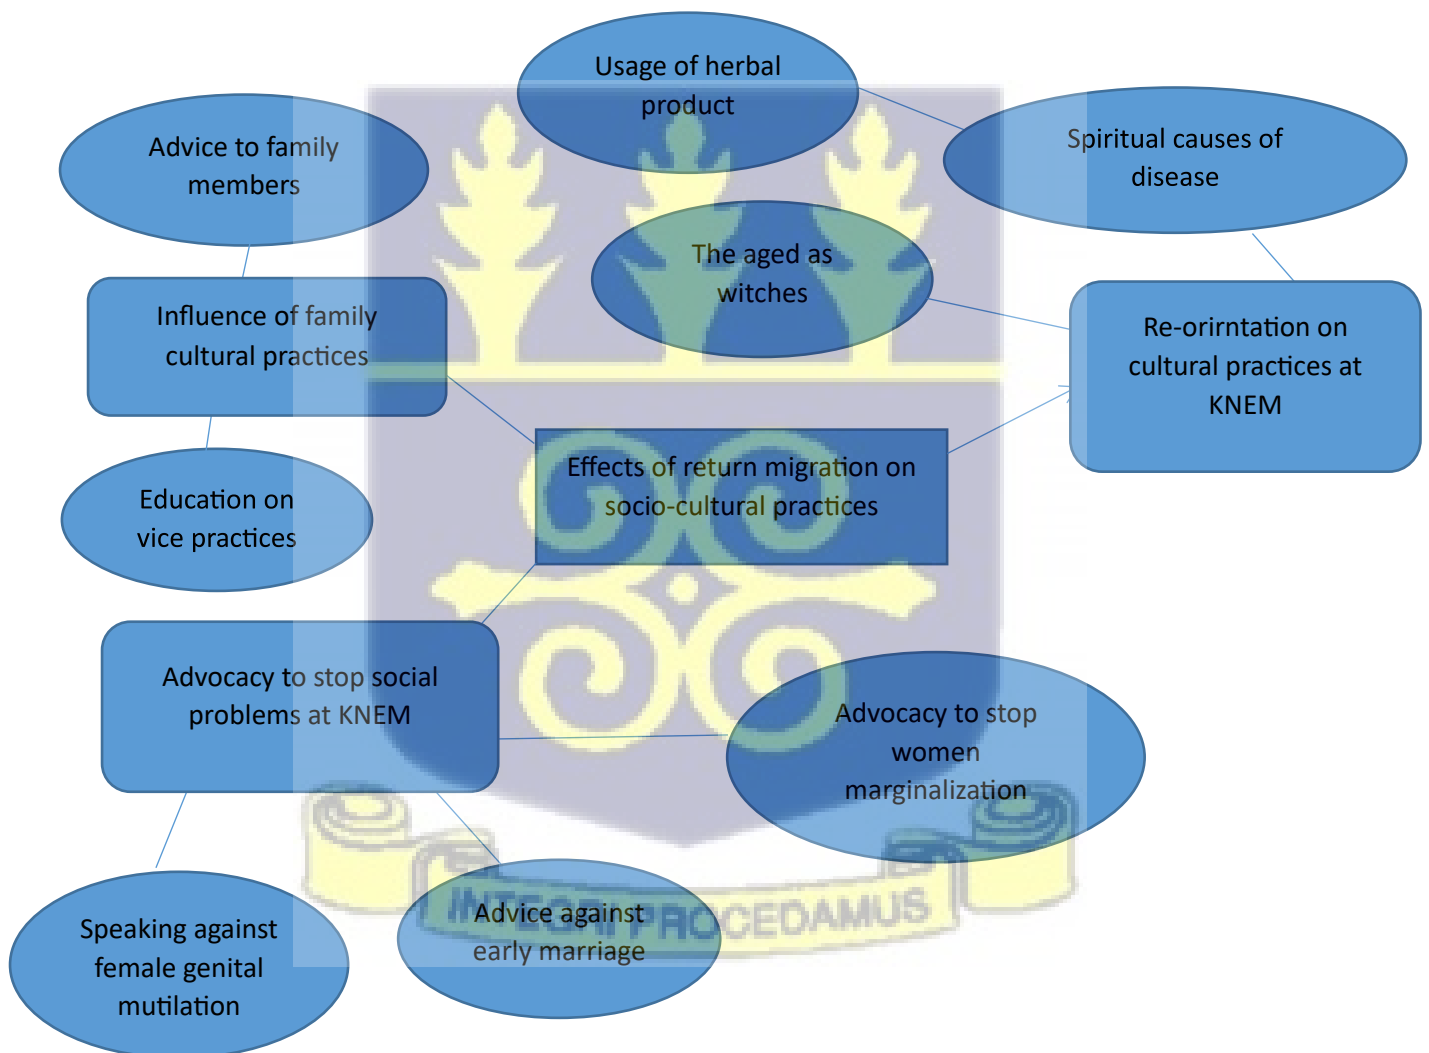 Usage of herbal
product
Advice to family
members
Spiritual causes of
disease
The aged as
witches
Influence of family
cultural practices
Re-orirntation on
cultural practices at
KNEM
Effects of return migration on
socio-cultural practices
Education on
vice practices
Advocacy to stop social
problems at KNEM
Advocacy to stop
women
marginalization
Speaking against
female genital
mutilation
Advice against
early marriage
INTEGRI PROCEDAMUS